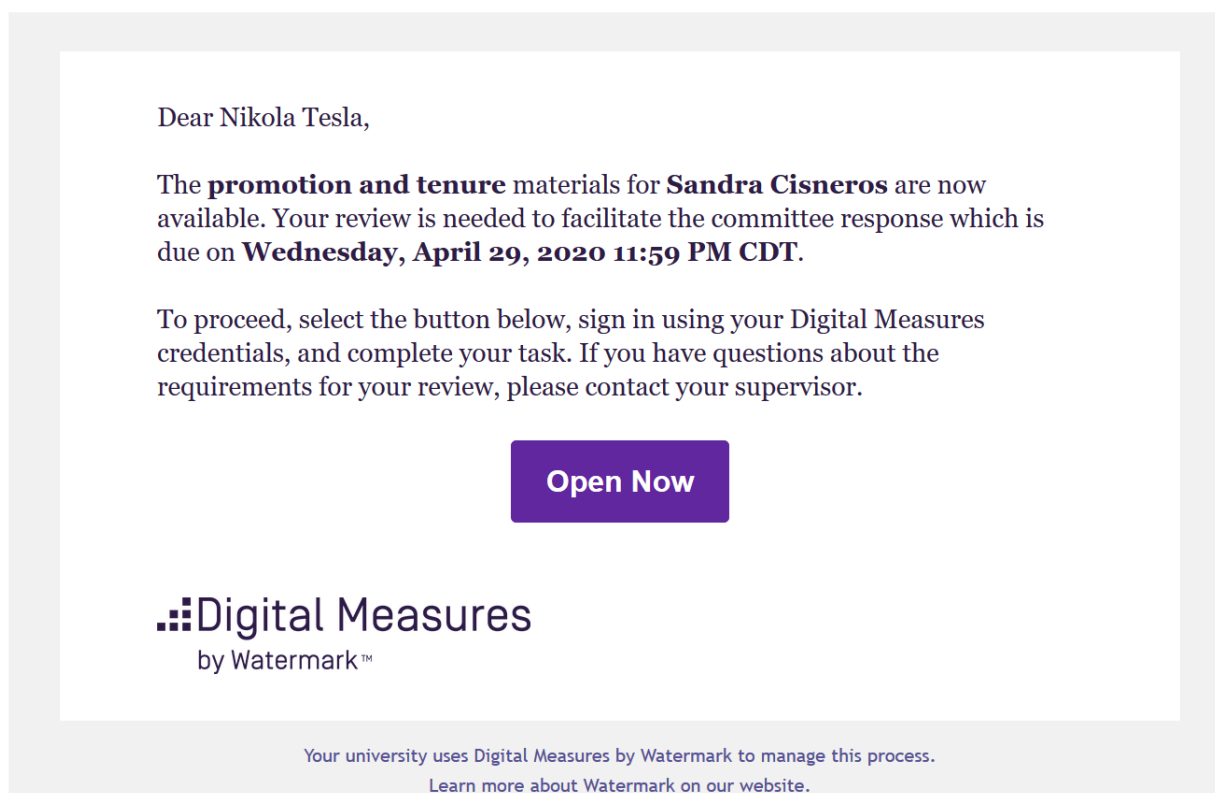 Dear Nikola Tesla,
The promotion and tenure materials for Sandra Cisneros are now
available. Your review is needed to facilitate the committee response which is
due on Wednesday, April 29, 2020 11:59 PM CDT.
To proceed, select the button below, sign in using your Digital Measures
credentials, and complete your task. If you have questions about the
requirements for your review, please contact your supervisor.
Open Now
Digital Measures
by Watermark™
Your university uses Digital Measures by Watermark to manage this process.
Learn more about Watermark on our website.